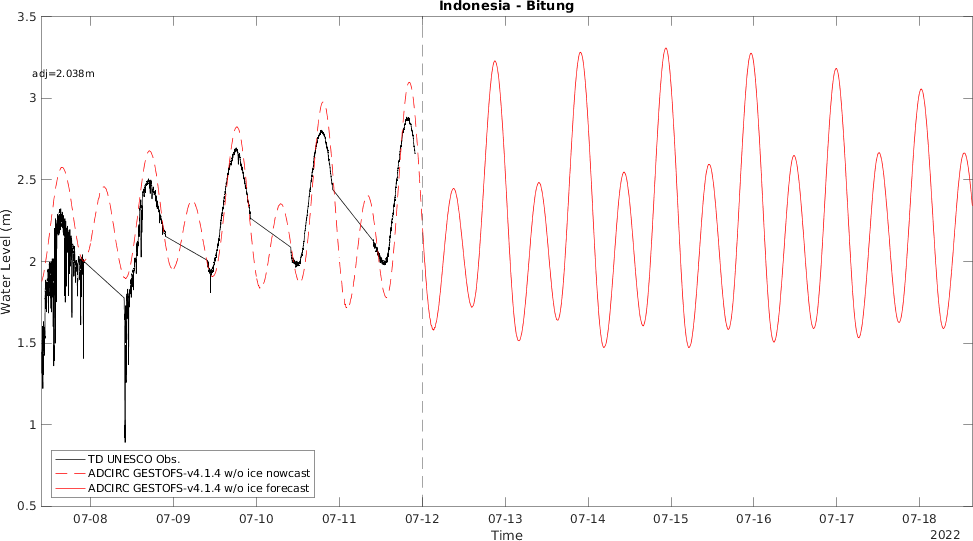 Indonesia - Bitung
3.5
adj=2.038m
3
2.5
2
1.5
1
0.5
Water Level (m)
TD UNESCO Obs.
ADCIRC GESTOFS-v4.1.4 w/o ice nowcast
ADCIRC GESTOFS-v4.1.4 w/o ice forecast
07-08 07-09 07-10 07-11 07-12 07-13 07-14 07-15 07-16 07-17 07-18
Time
2022